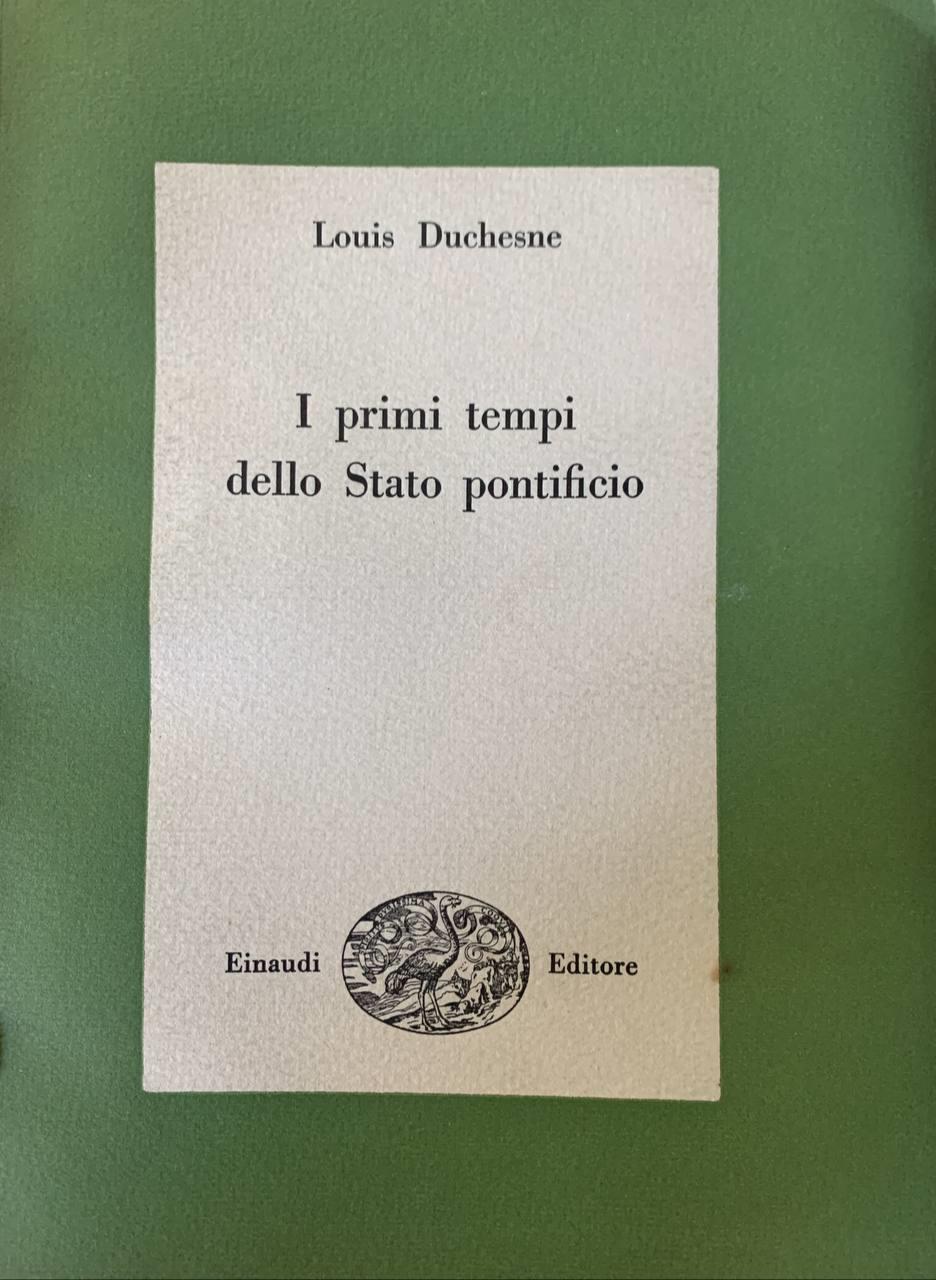 Louis Duchesne
I primi tempi
dello Stato pontificio
Einaudi Editore